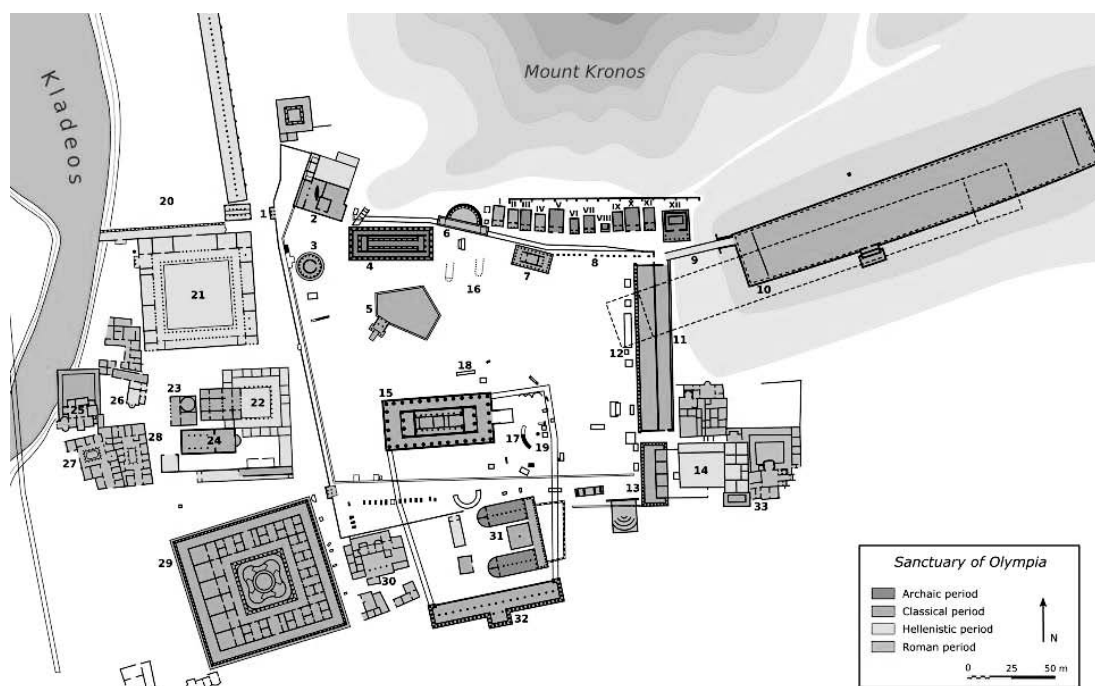 Mount Kronos
Kladeos
20
1
2
3
4
5
6
7
8
9
10
I
II
III
IV
V
VI
VII
VIII
IX
X
XI
XII
16
21
11
12
18
15
22
23
24
25
26
27
28
17
19
13
14
33
29
30
31
32
Sanctuary of Olympia
Archaic period
Classical period
Hellenistic period
Roman period
N
0 25 50 m